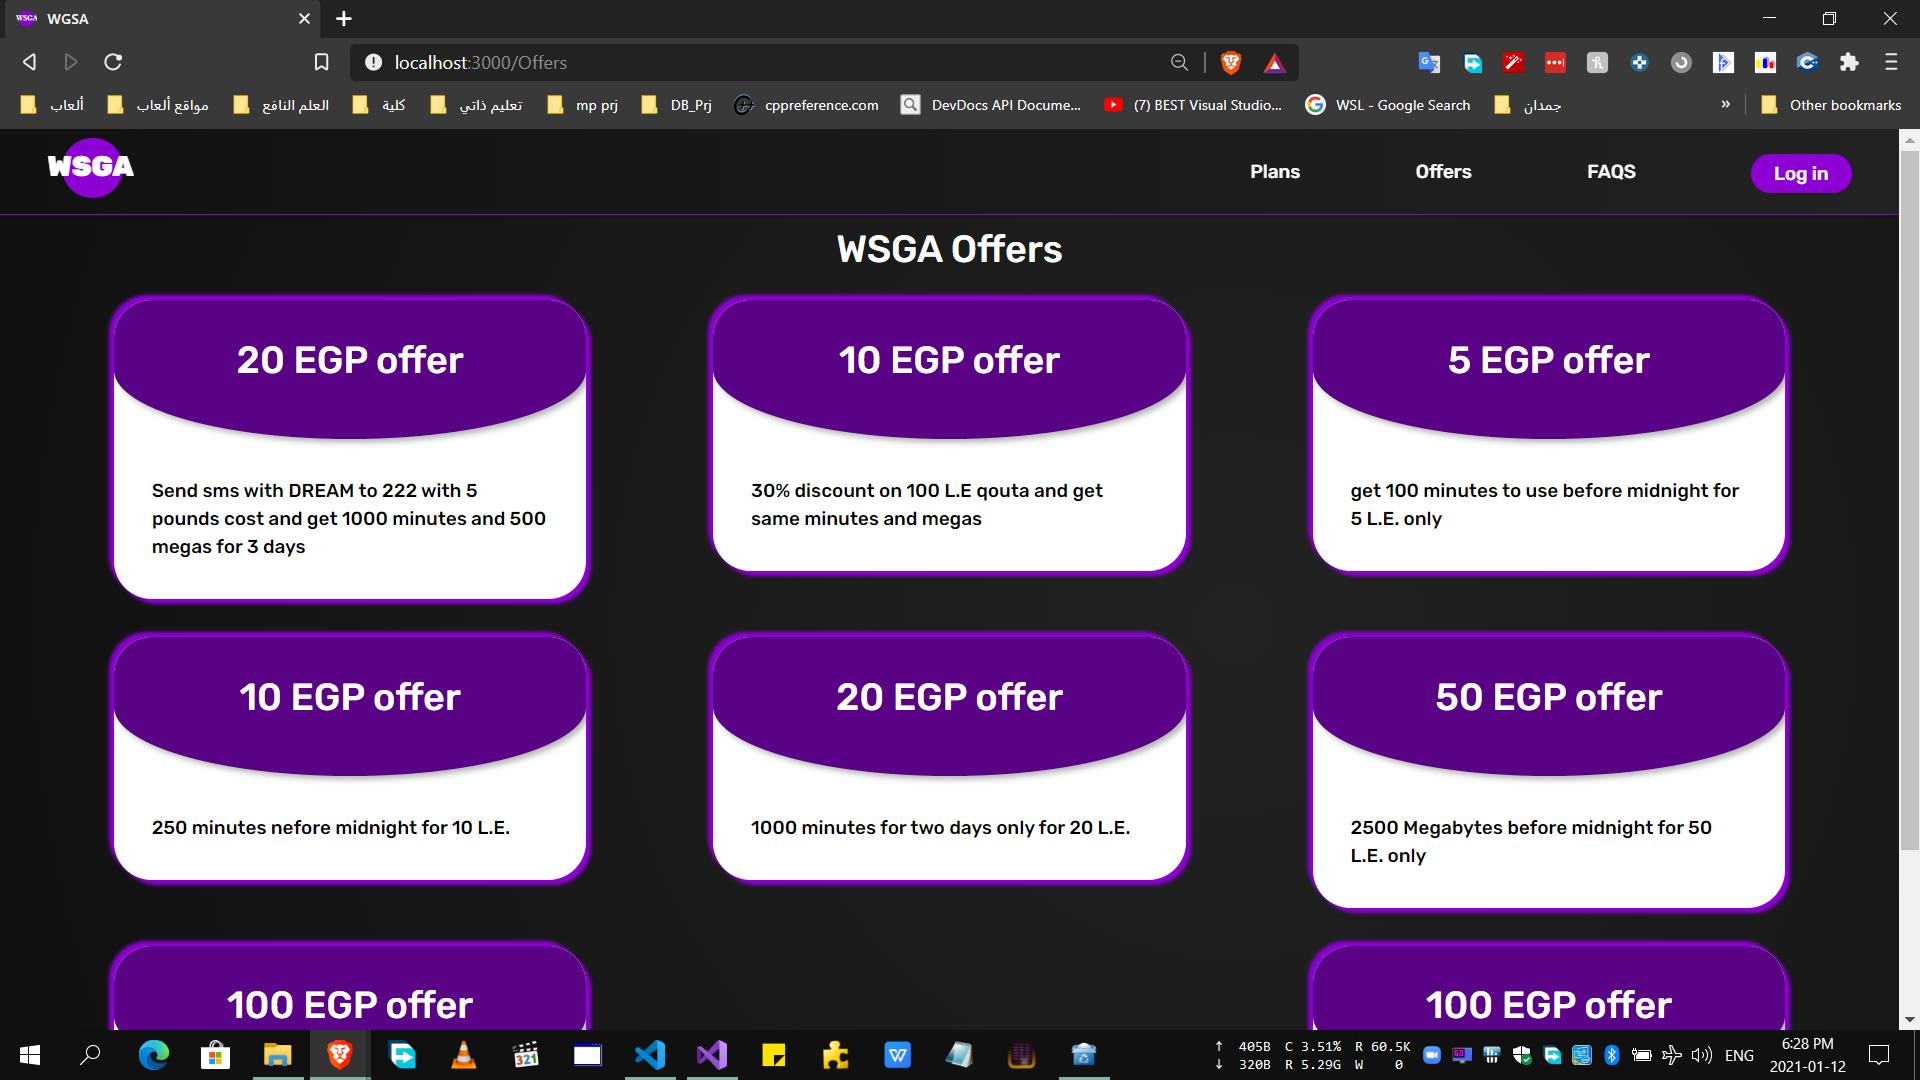 WSGA WGSA
localhost:3000/Offers
ألعاب مواقع ألعاب العلم النافع كلية تعليم ذاتي mp prj DB_Prj cppreference.com DevDocs API Docume... (7) BEST Visual Studio... WSL - Google Search جمدان » Other bookmarks
WSGA Plans Offers FAQS Log in
WSGA Offers
20 EGP offer
Send sms with DREAM to 222 with 5
pounds cost and get 1000 minutes and 500
megas for 3 days
10 EGP offer
30% discount on 100 L.E qouta and get
same minutes and megas
5 EGP offer
get 100 minutes to use before midnight for
5 L.E. only
10 EGP offer
250 minutes nefore midnight for 10 L.E.
20 EGP offer
1000 minutes for two days only for 20 L.E.
50 EGP offer
2500 Megabytes before midnight for 50
L.E. only
100 EGP offer
100 EGP offer
321
↑ 405B C 3.51% R 60.5K
↓ 320B R 5.29G W 0
ENG
6:28 PM
2021-01-12